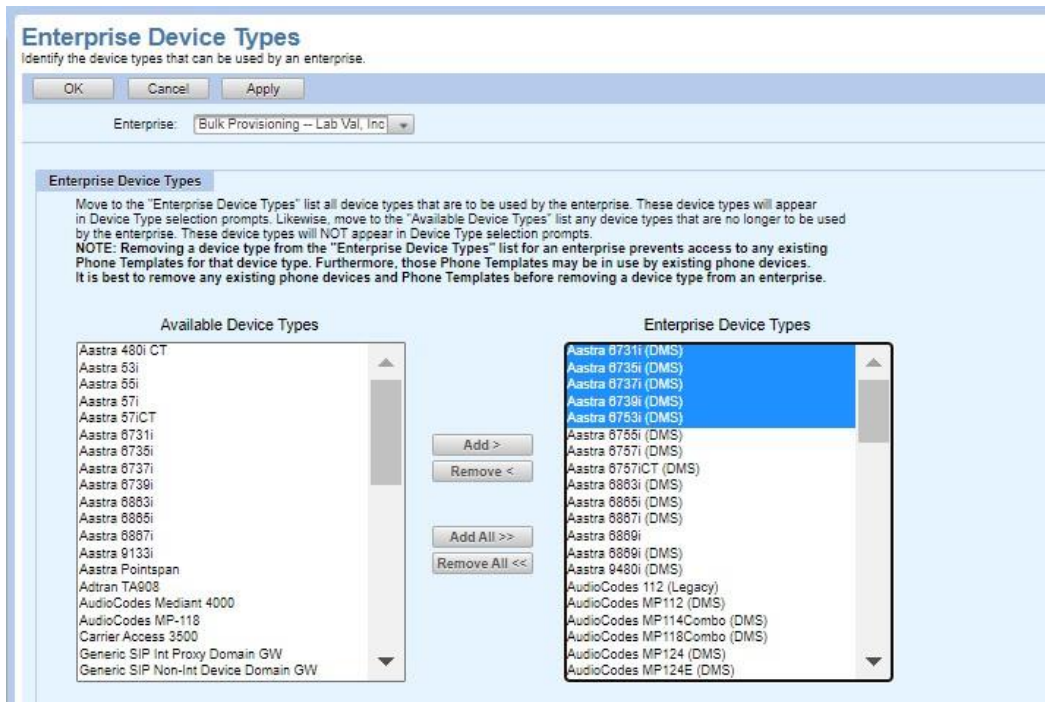 Enterprise Device Types
Identify the device types that can be used by an enterprise.
OK Cancel Apply
Enterprise: Bulk Provisioning -- Lab Val, Inc
Enterprise Device Types
Move to the "Enterprise Device Types" list all device types that are to be used by the enterprise. These device types will appear
in Device Type selection prompts. Likewise, move to the "Available Device Types" list any device types that are no longer to be used
by the enterprise. These device types will NOT appear in Device Type selection prompts.
NOTE: Removing a device type from the "Enterprise Device Types" list for an enterprise prevents access to any existing
Phone Templates for that device type. Furthermore, those Phone Templates may be in use by existing phone devices.
It is best to remove any existing phone devices and Phone Templates before removing a device type from an enterprise.
Available Device Types
Aastra 480i CT
Aastra 53i
Aastra 55i
Aastra 57i
Aastra 57iCT
Aastra 6731i
Aastra 6735i
Aastra 6737i
Aastra 6739i
Aastra 6863i
Aastra 6865i
Aastra 6867i
Aastra 9133i
Aastra Pointspan
Adtran TA908
AudioCodes Mediant 4000
AudioCodes MP-118
Carrier Access 3500
Generic SIP Int Proxy Domain GW
Generic SIP Non-Int Device Domain GW
Add >
Remove <
Add All >>
Remove All <<
Enterprise Device Types
Aastra 6731i (DMS)
Aastra 6735i (DMS)
Aastra 6737i (DMS)
Aastra 6739i (DMS)
Aastra 6753i (DMS)
Aastra 6755i (DMS)
Aastra 6757i (DMS)
Aastra 6757iCT (DMS)
Aastra 6863i (DMS)
Aastra 6865i (DMS)
Aastra 6867i (DMS)
Aastra 6869i
Aastra 6869i (DMS)
Aastra 9480i (DMS)
AudioCodes 112 (Legacy)
AudioCodes MP112 (DMS)
AudioCodes MP114Combo (DMS)
AudioCodes MP118Combo (DMS)
AudioCodes MP124 (DMS)
AudioCodes MP124E (DMS)